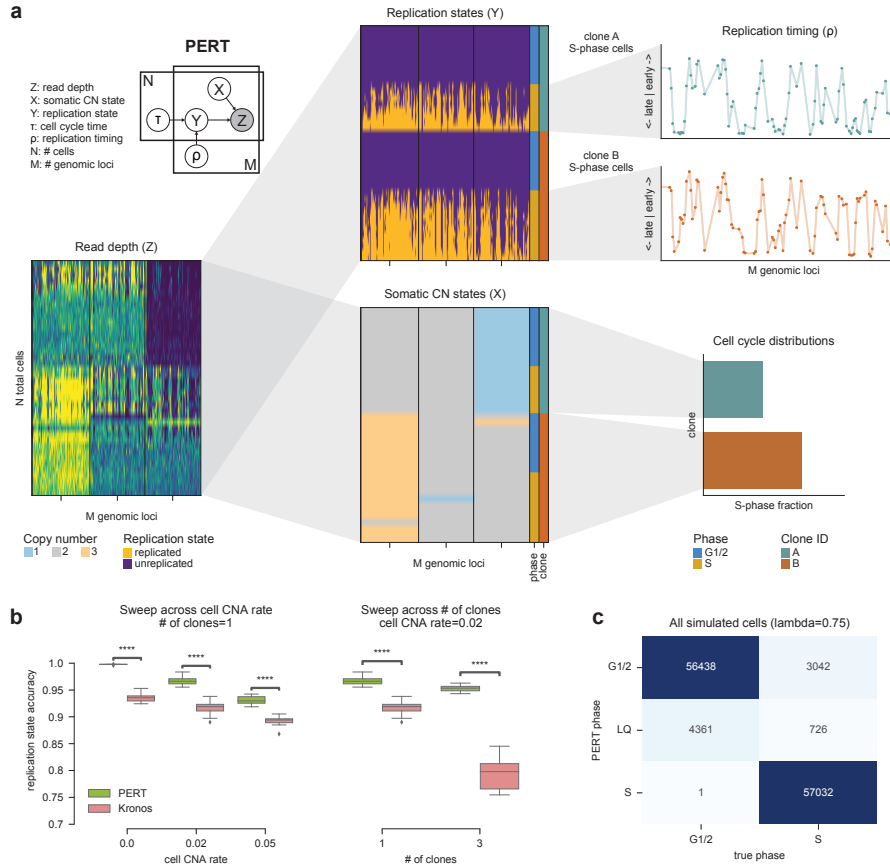 a
PERT
Z: read depth
X: somatic CN state
Y: replication state
τ: cell cycle time
ρ: replication timing
N: # cells
M: # genomic loci
N
X
τ
Y
Z
ρ
M
Replication states (Y)
clone A
S-phase cells
Replication timing (ρ)
<- late | early ->
clone B
S-phase cells
<- late | early ->
M genomic loci
Read depth (Z)
N total cells
M genomic loci
Somatic CN states (X)
M genomic loci
phase
clone
Cell cycle distributions
clone
S-phase fraction
Copy number
1 2 3
Replication state
replicated
unreplicated
Phase
G1/2
S
Clone ID
A
B
b
Sweep across cell CNA rate
# of clones=1
Sweep across # of clones
cell CNA rate=0.02
replication state accuracy
1.0
0.95
0.9
0.85
0.8
0.7
****
****
****
****
****
PERT
Kronos
0.0 0.02 0.05
cell CNA rate
1 3
# of clones
c
All simulated cells (lambda=0.75)
PERT phase
G1/2 56438 3042
LQ 4361 726
S 1 57032
G1/2 S
true phase